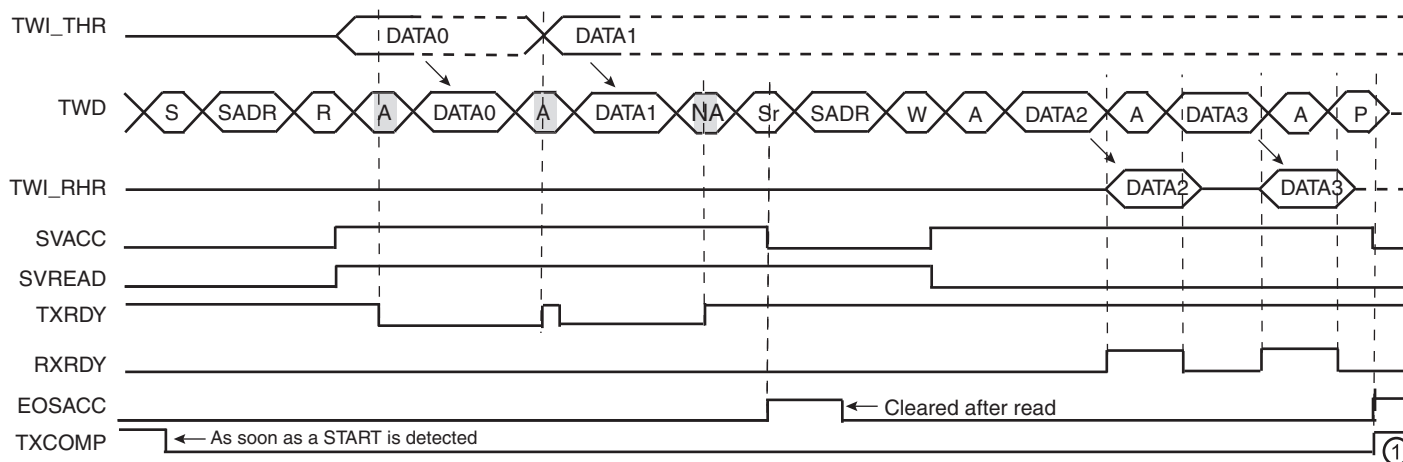 TWI_THR DATA0 DATA1
TWD S SADR R A DATA0 A DATA1 NA Sr SADR W A DATA2 A DATA3 A P
TWI_RHR DATA2 DATA3
SVACC
SVREAD
TXRDY
RXRDY
EOSACC Cleared after read
TXCOMP As soon as a START is detected 1